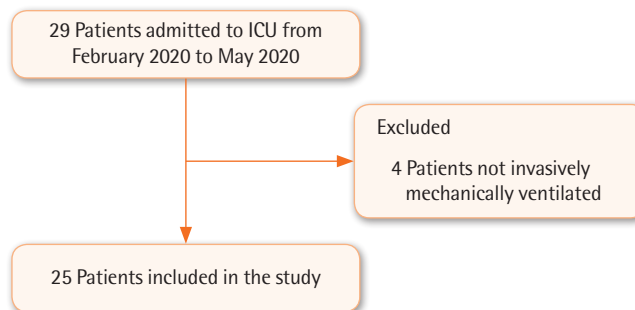 29 Patients admitted to ICU from
February 2020 to May 2020
Excluded
4 Patients not invasively
mechanically ventilated
25 Patients included in the study